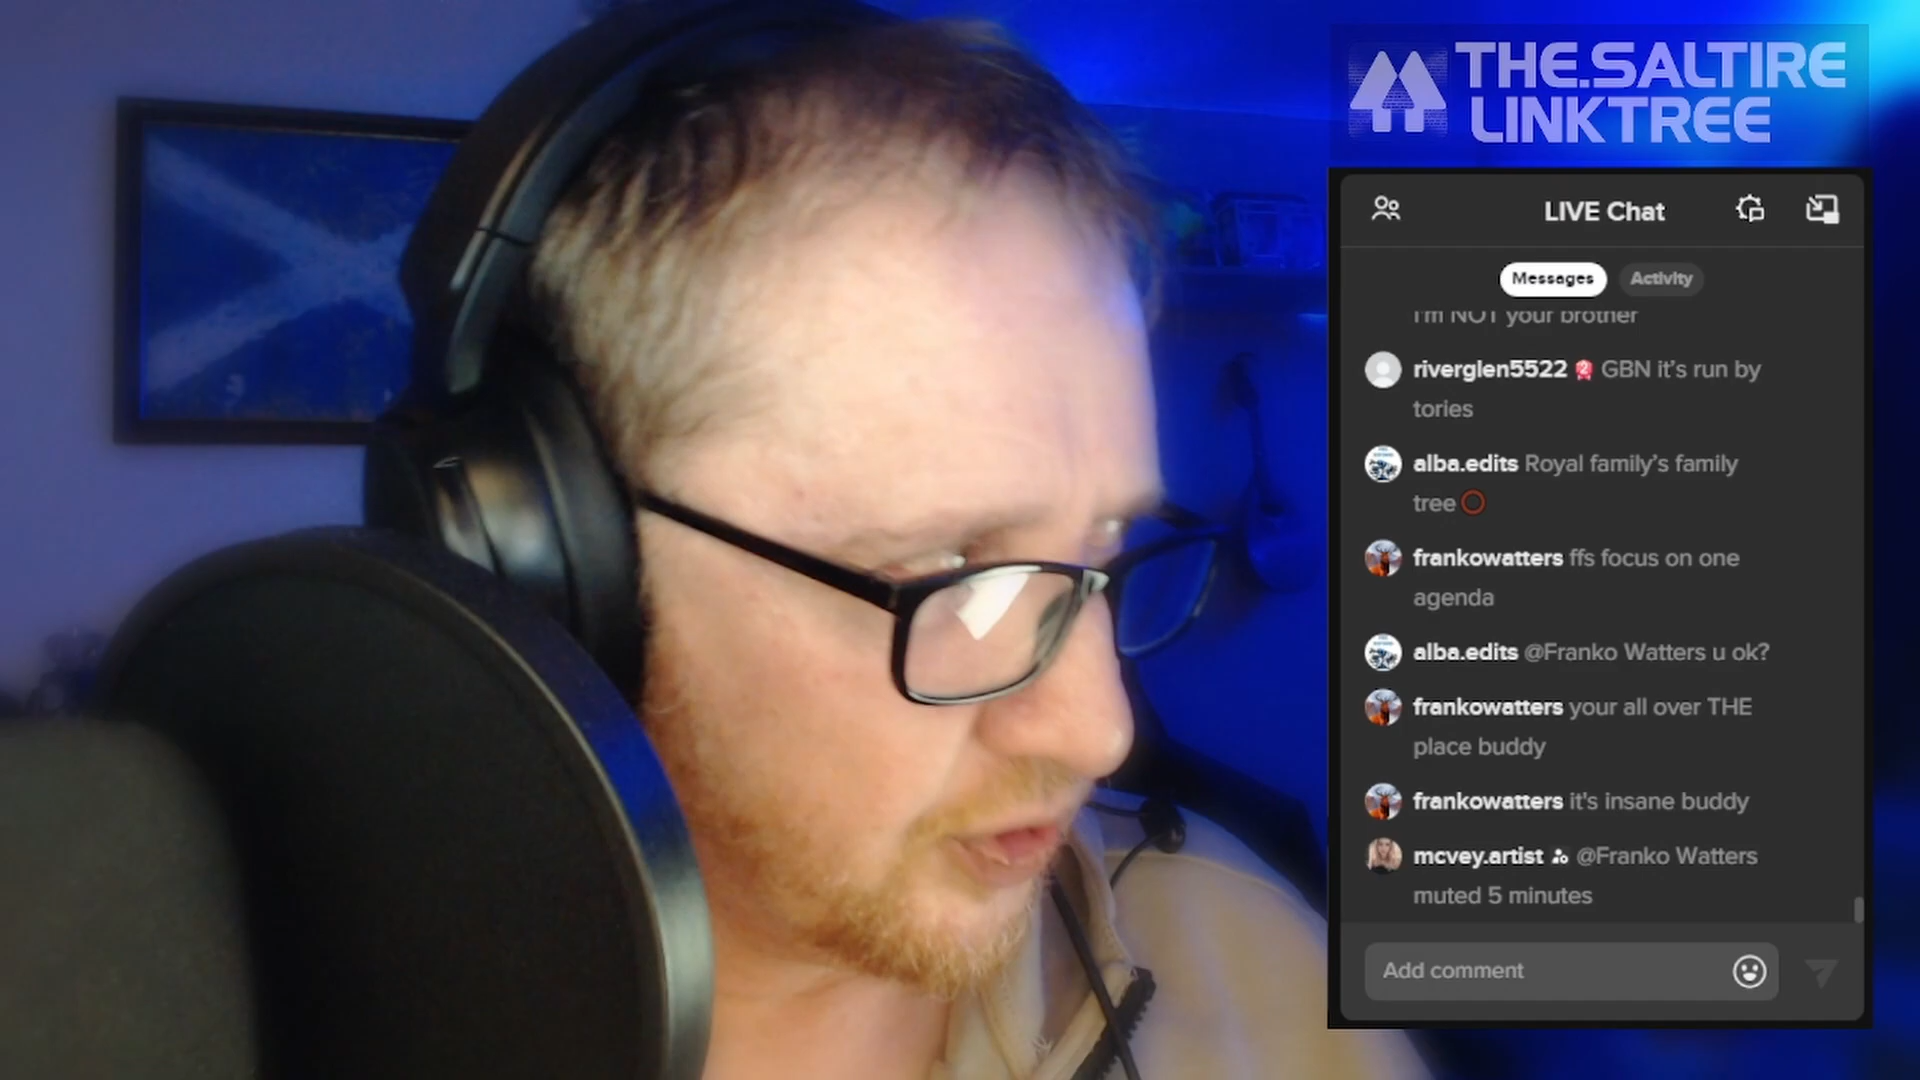 THE.SALTIRE
LINKTREE
LIVE Chat
Messages
Activity
I'm NOT your brother
riverglen5522 2 GBN it's run by
tories
alba.edits Royal family's family
tree
frankowatters ffs focus on one
agenda
alba.edits @Franko Watters u ok?
frankowatters your all over THE
place buddy
frankowatters it's insane buddy
mcvey.artist @Franko Watters
muted 5 minutes
Add comment